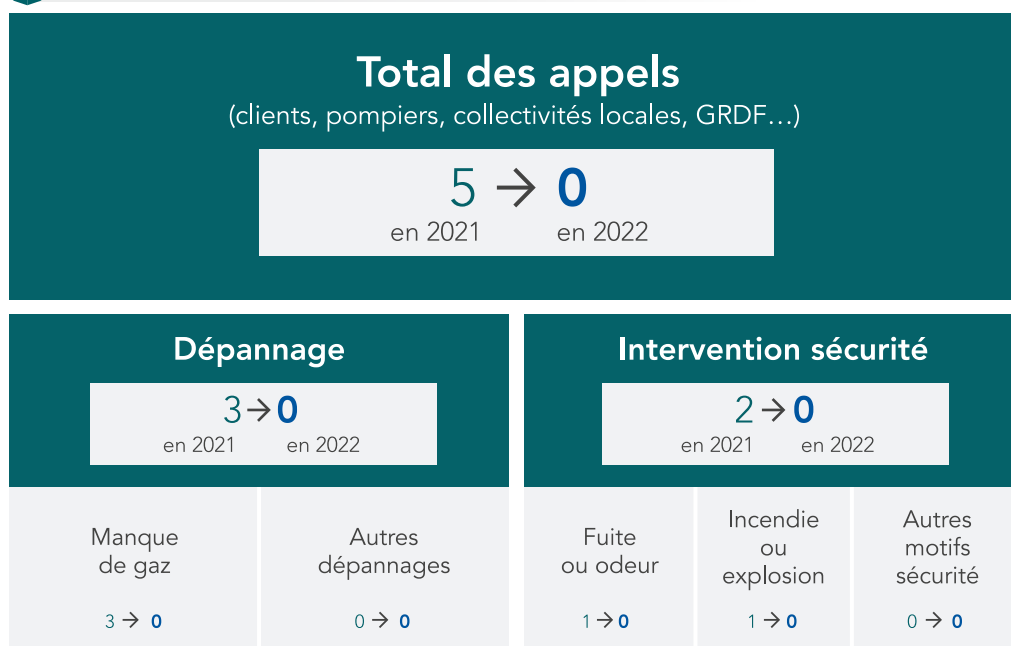 Total des appels
(clients, pompiers, collectivités locales, GRDF...)
5 → 0
en 2021 en 2022
Dépannage
3 → 0
en 2021 en 2022
Manque
de gaz
3 → 0
Autres
dépannages
0 → 0
Intervention sécurité
2 → 0
en 2021 en 2022
Fuite
ou odeur
1 → 0
Incendie
ou
explosion
1 → 0
Autres
motifs
sécurité
0 → 0